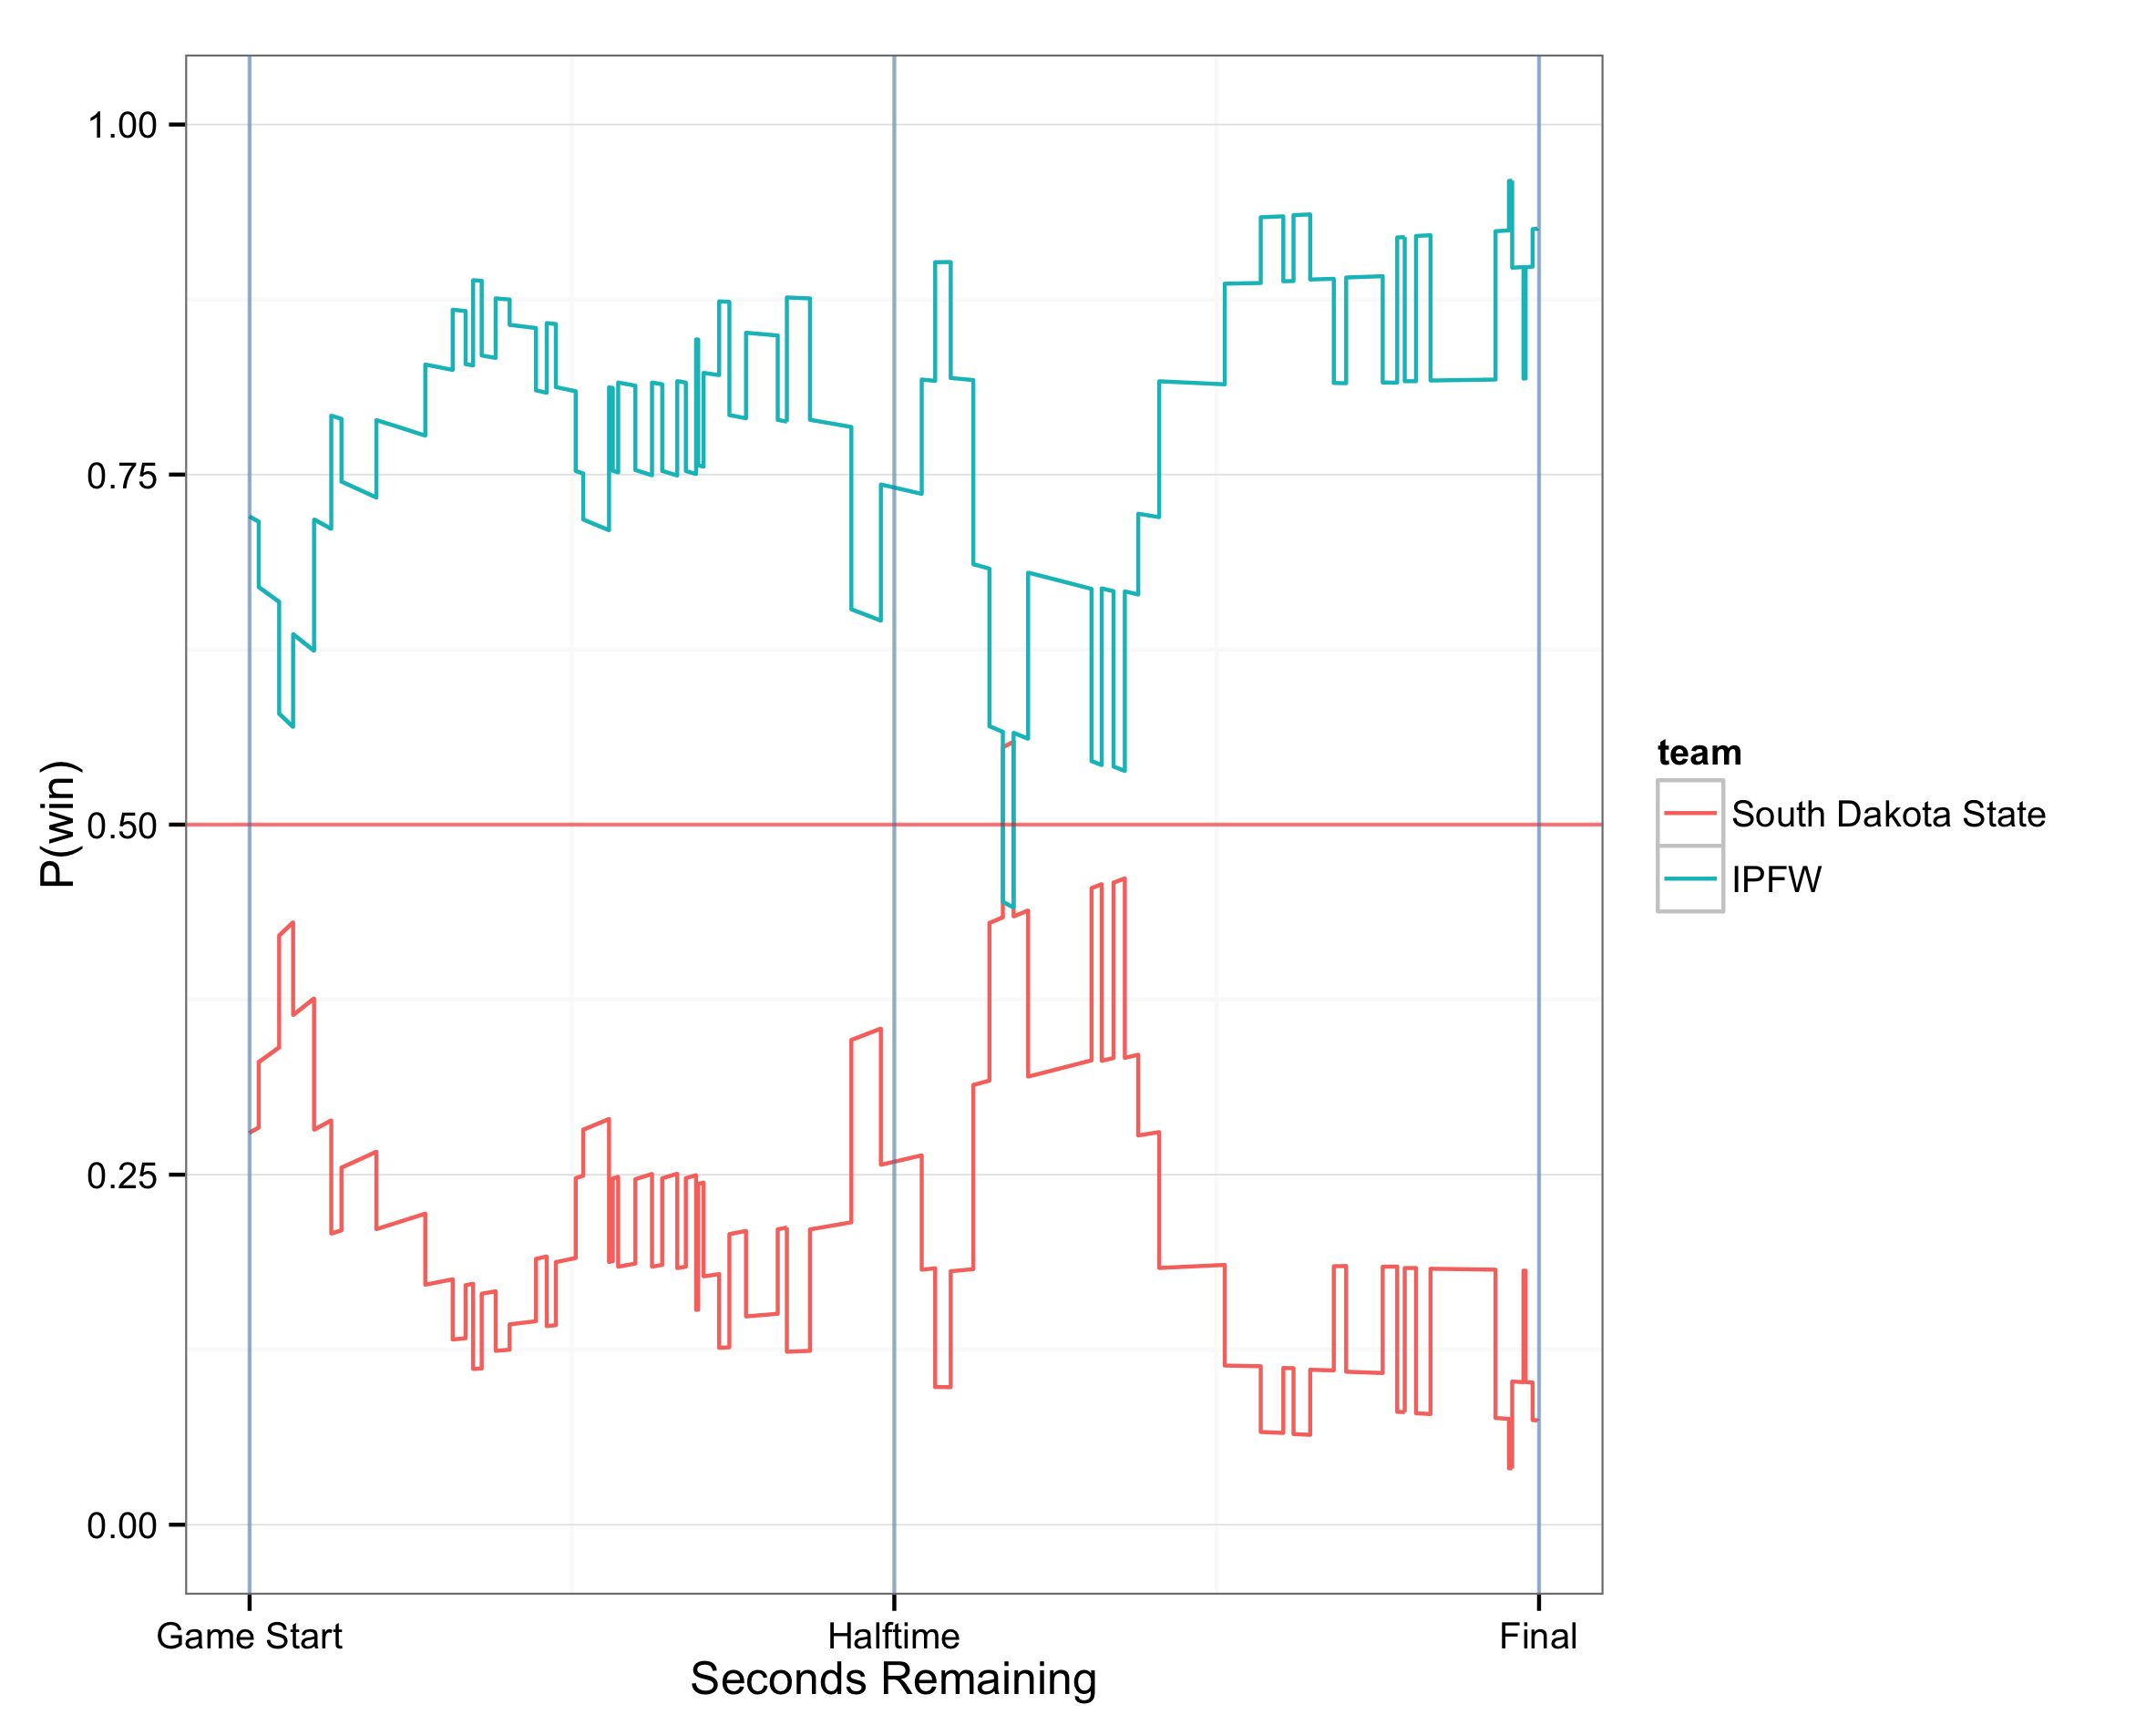 1.00
0.75
0.50
0.25
0.00
P(win)
Game Start
Halftime
Final
Seconds Remaining
team
South Dakota State
IPFW